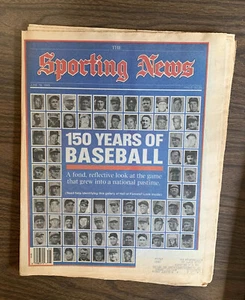 THE
Sporting News
150 YEARS OF
BASEBALL
A fond, reflective look at the game
that grew into a national pastime.